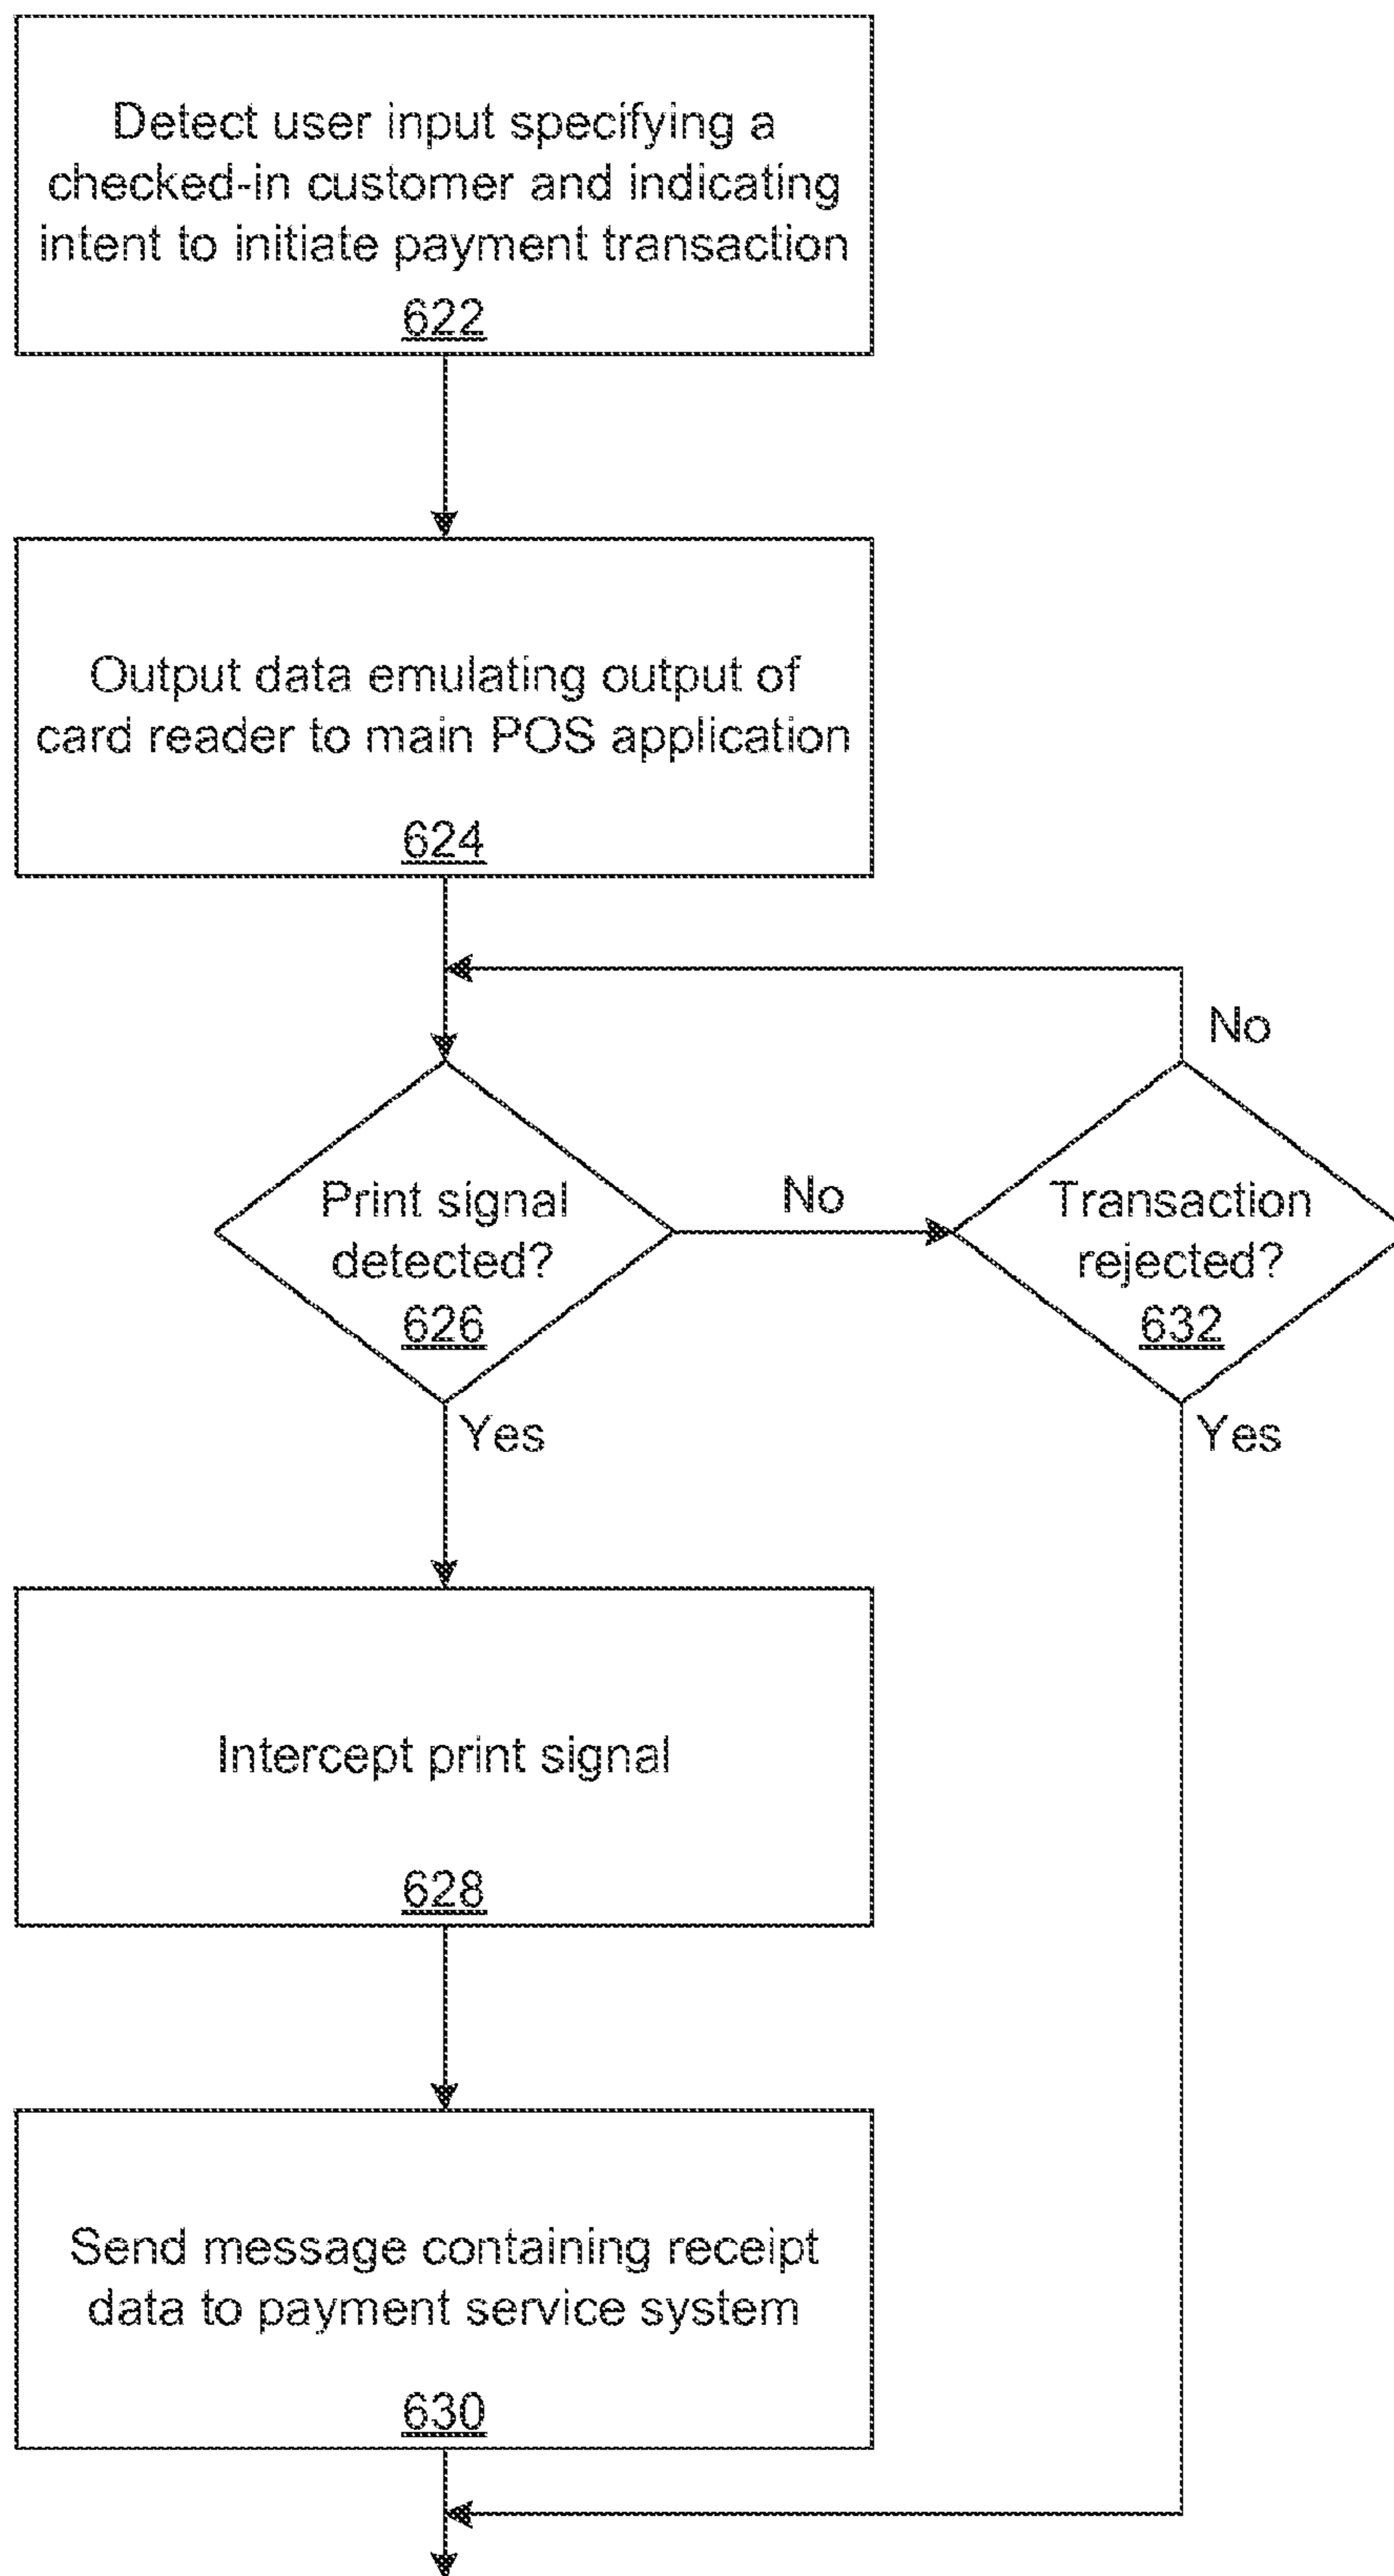 Detect user input specifying a
checked-in customer and indicating
intent to initiate payment transaction
622
Output data emulating output of
card reader to main POS application
624
No
Print signal
detected?
626
No
Transaction
rejected?
632
Yes
Yes
Intercept print signal
628
Send message containing receipt
data to payment service system
630